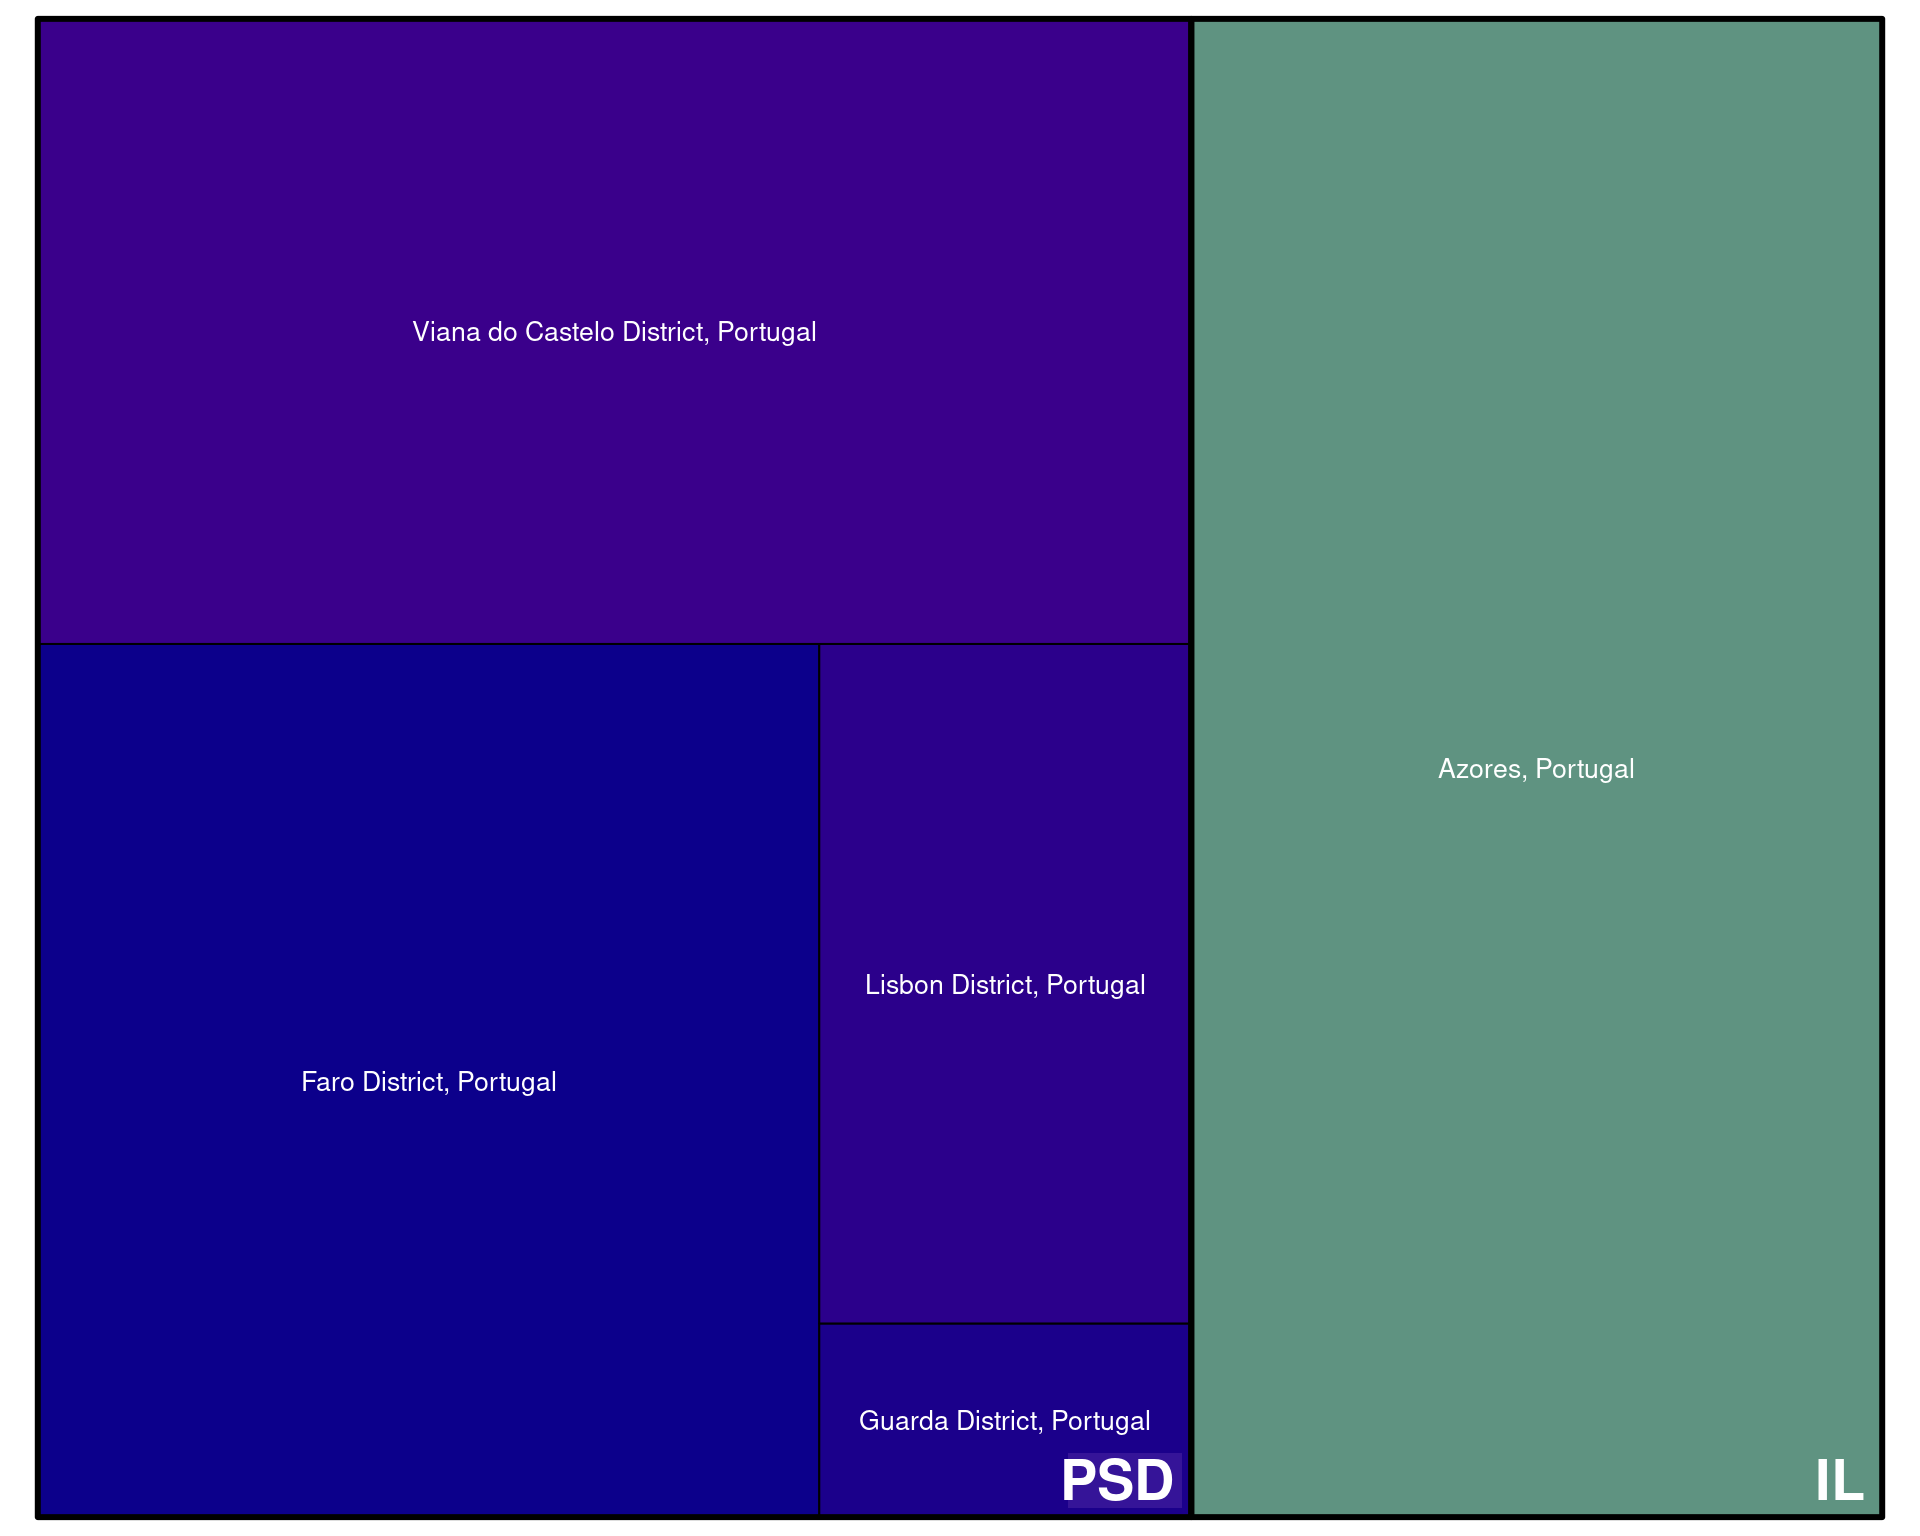 Viana do Castelo District, Portugal
Azores, Portugal
Lisbon District, Portugal
Faro District, Portugal
Guarda District, Portugal
PSD
IL